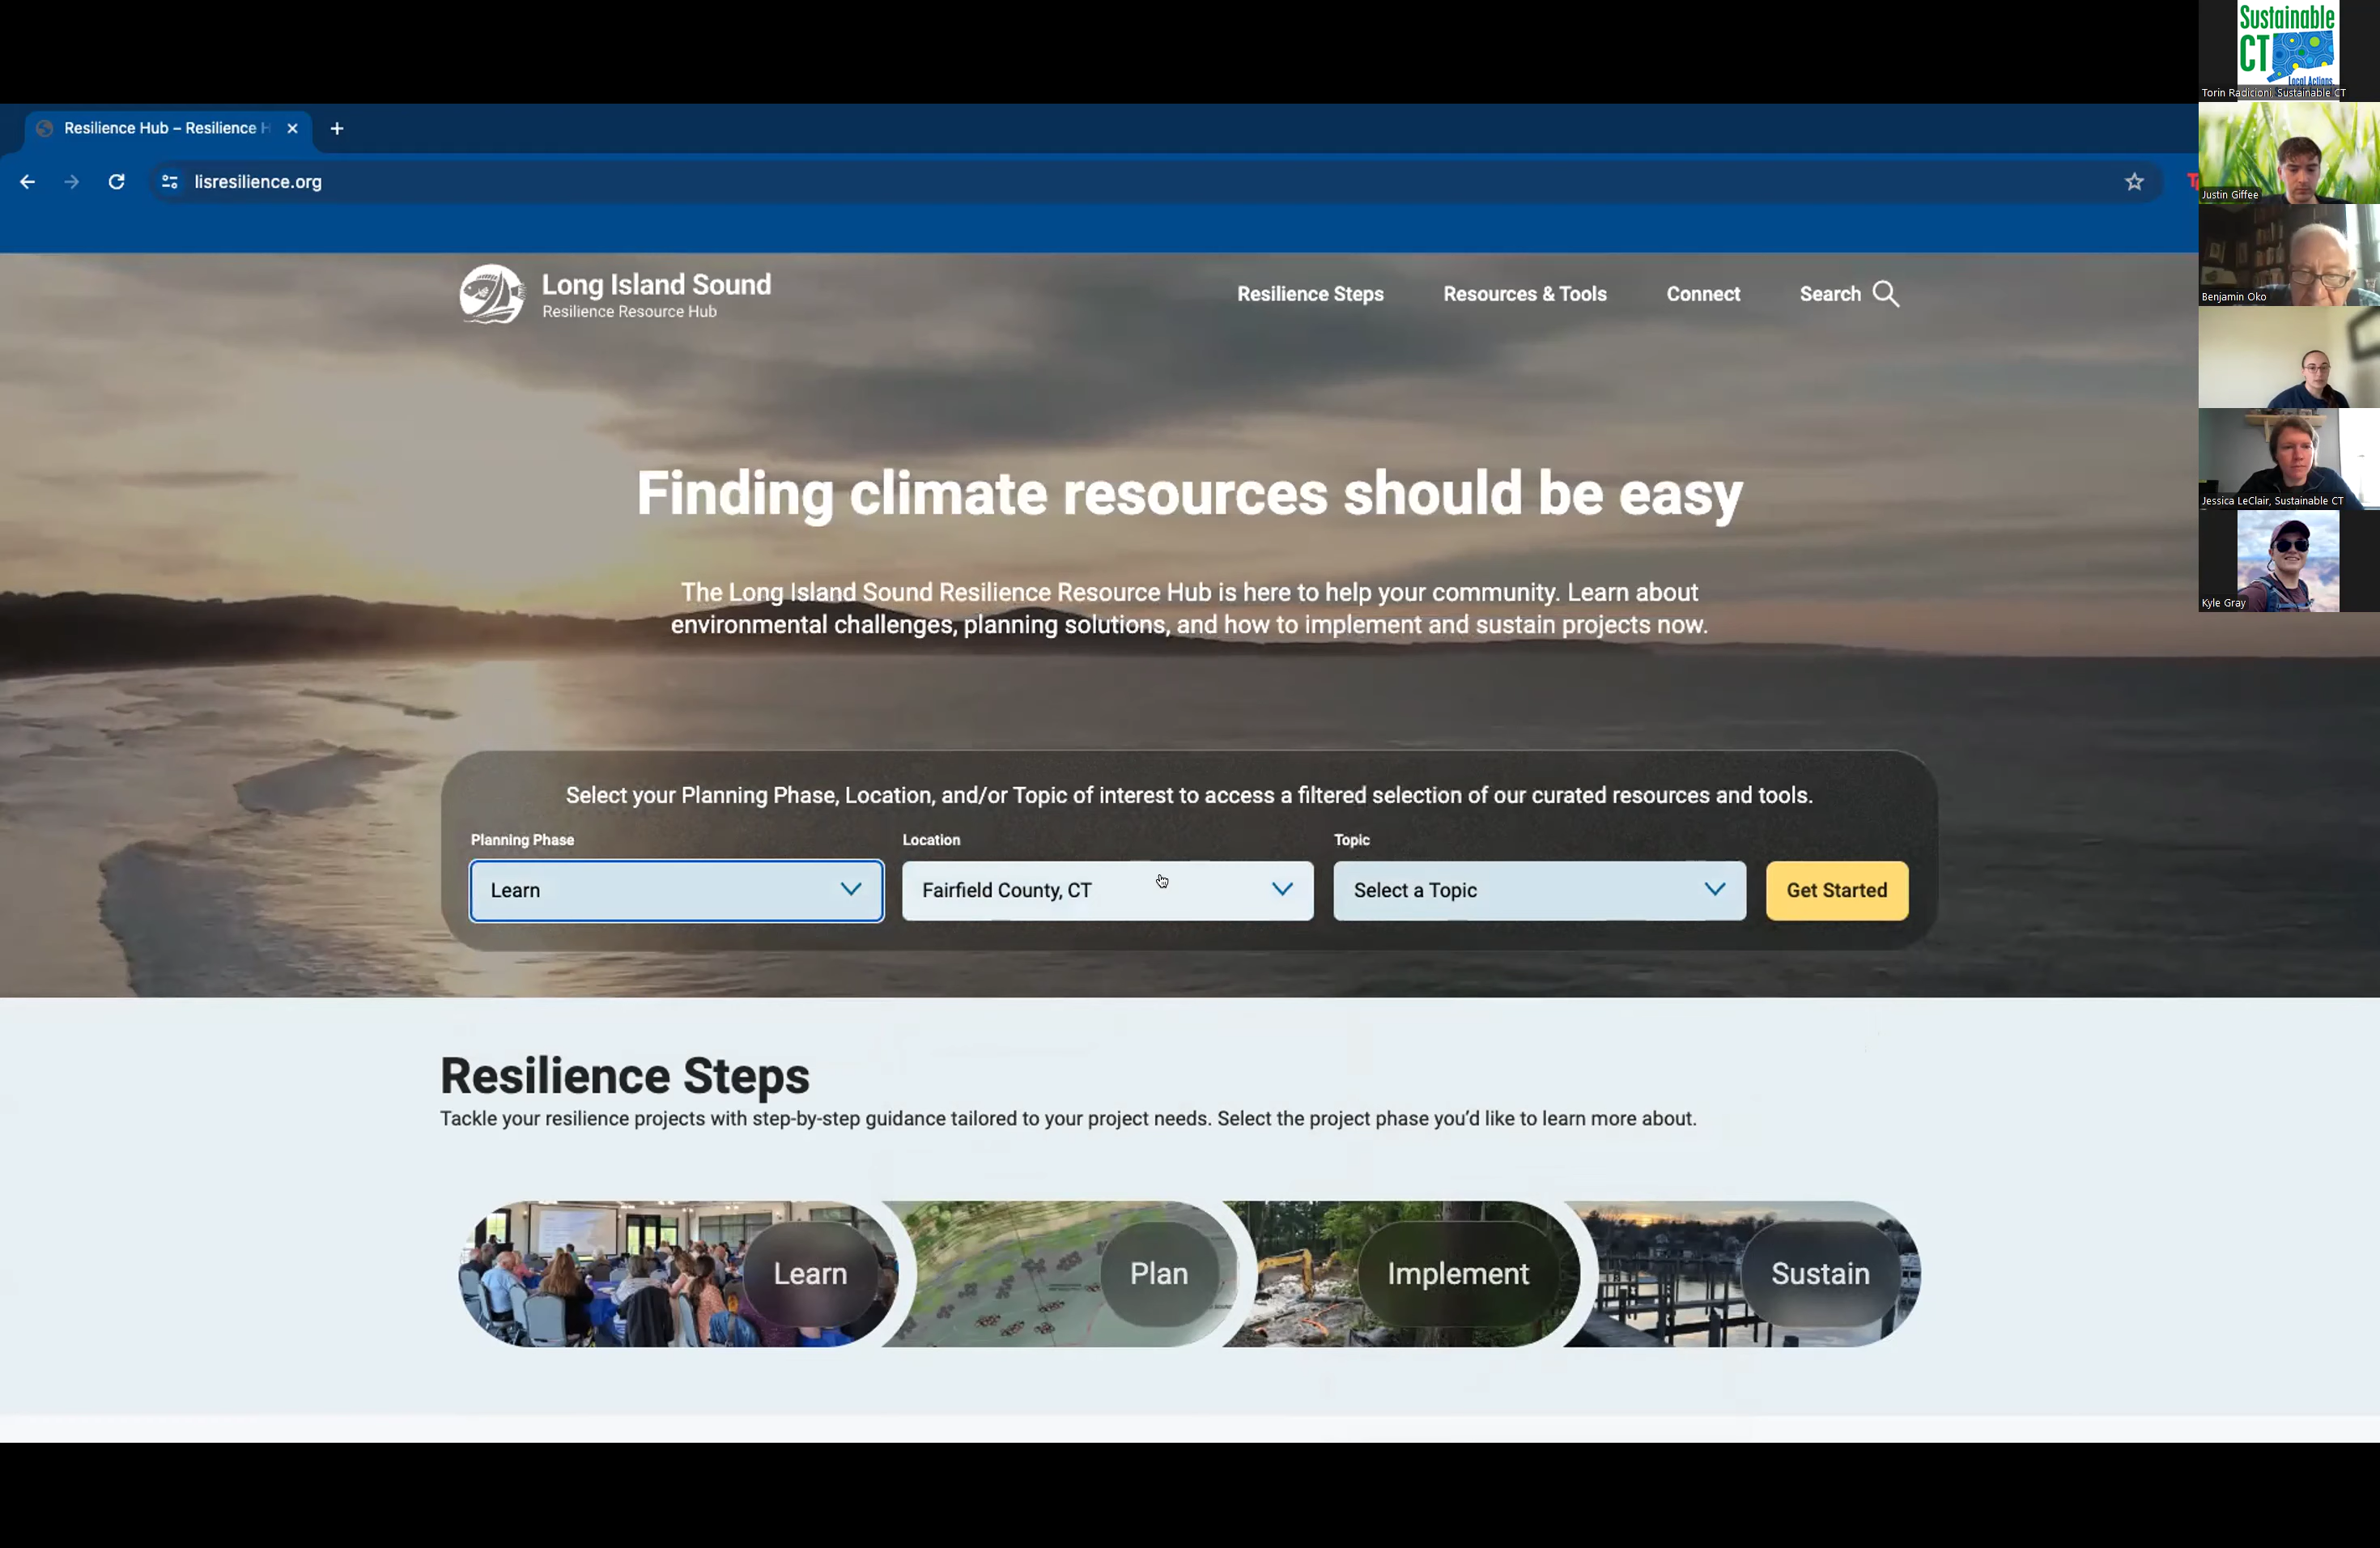 Resilience Hub – Resilience H
lisresilience.org
Long Island Sound
Resilience Resource Hub
Resilience Steps
Resources & Tools
Connect
Search
Finding climate resources should be easy
The Long Island Sound Resilience Resource Hub is here to help your community. Learn about
environmental challenges, planning solutions, and how to implement and sustain projects now.
Select your Planning Phase, Location, and/or Topic of interest to access a filtered selection of our curated resources and tools.
Planning Phase
Location
Topic
Learn
Fairfield County, CT
Select a Topic
Get Started
Resilience Steps
Tackle your resilience projects with step-by-step guidance tailored to your project needs. Select the project phase you’d like to learn more about.
Learn
Plan
Implement
Sustain
Sustainable
CT
Local Actions
Torin Radicioni, Sustainable CT
Justin Giffee
Benjamin Oko
Jessica LeClair, Sustainable CT
Kyle Gray